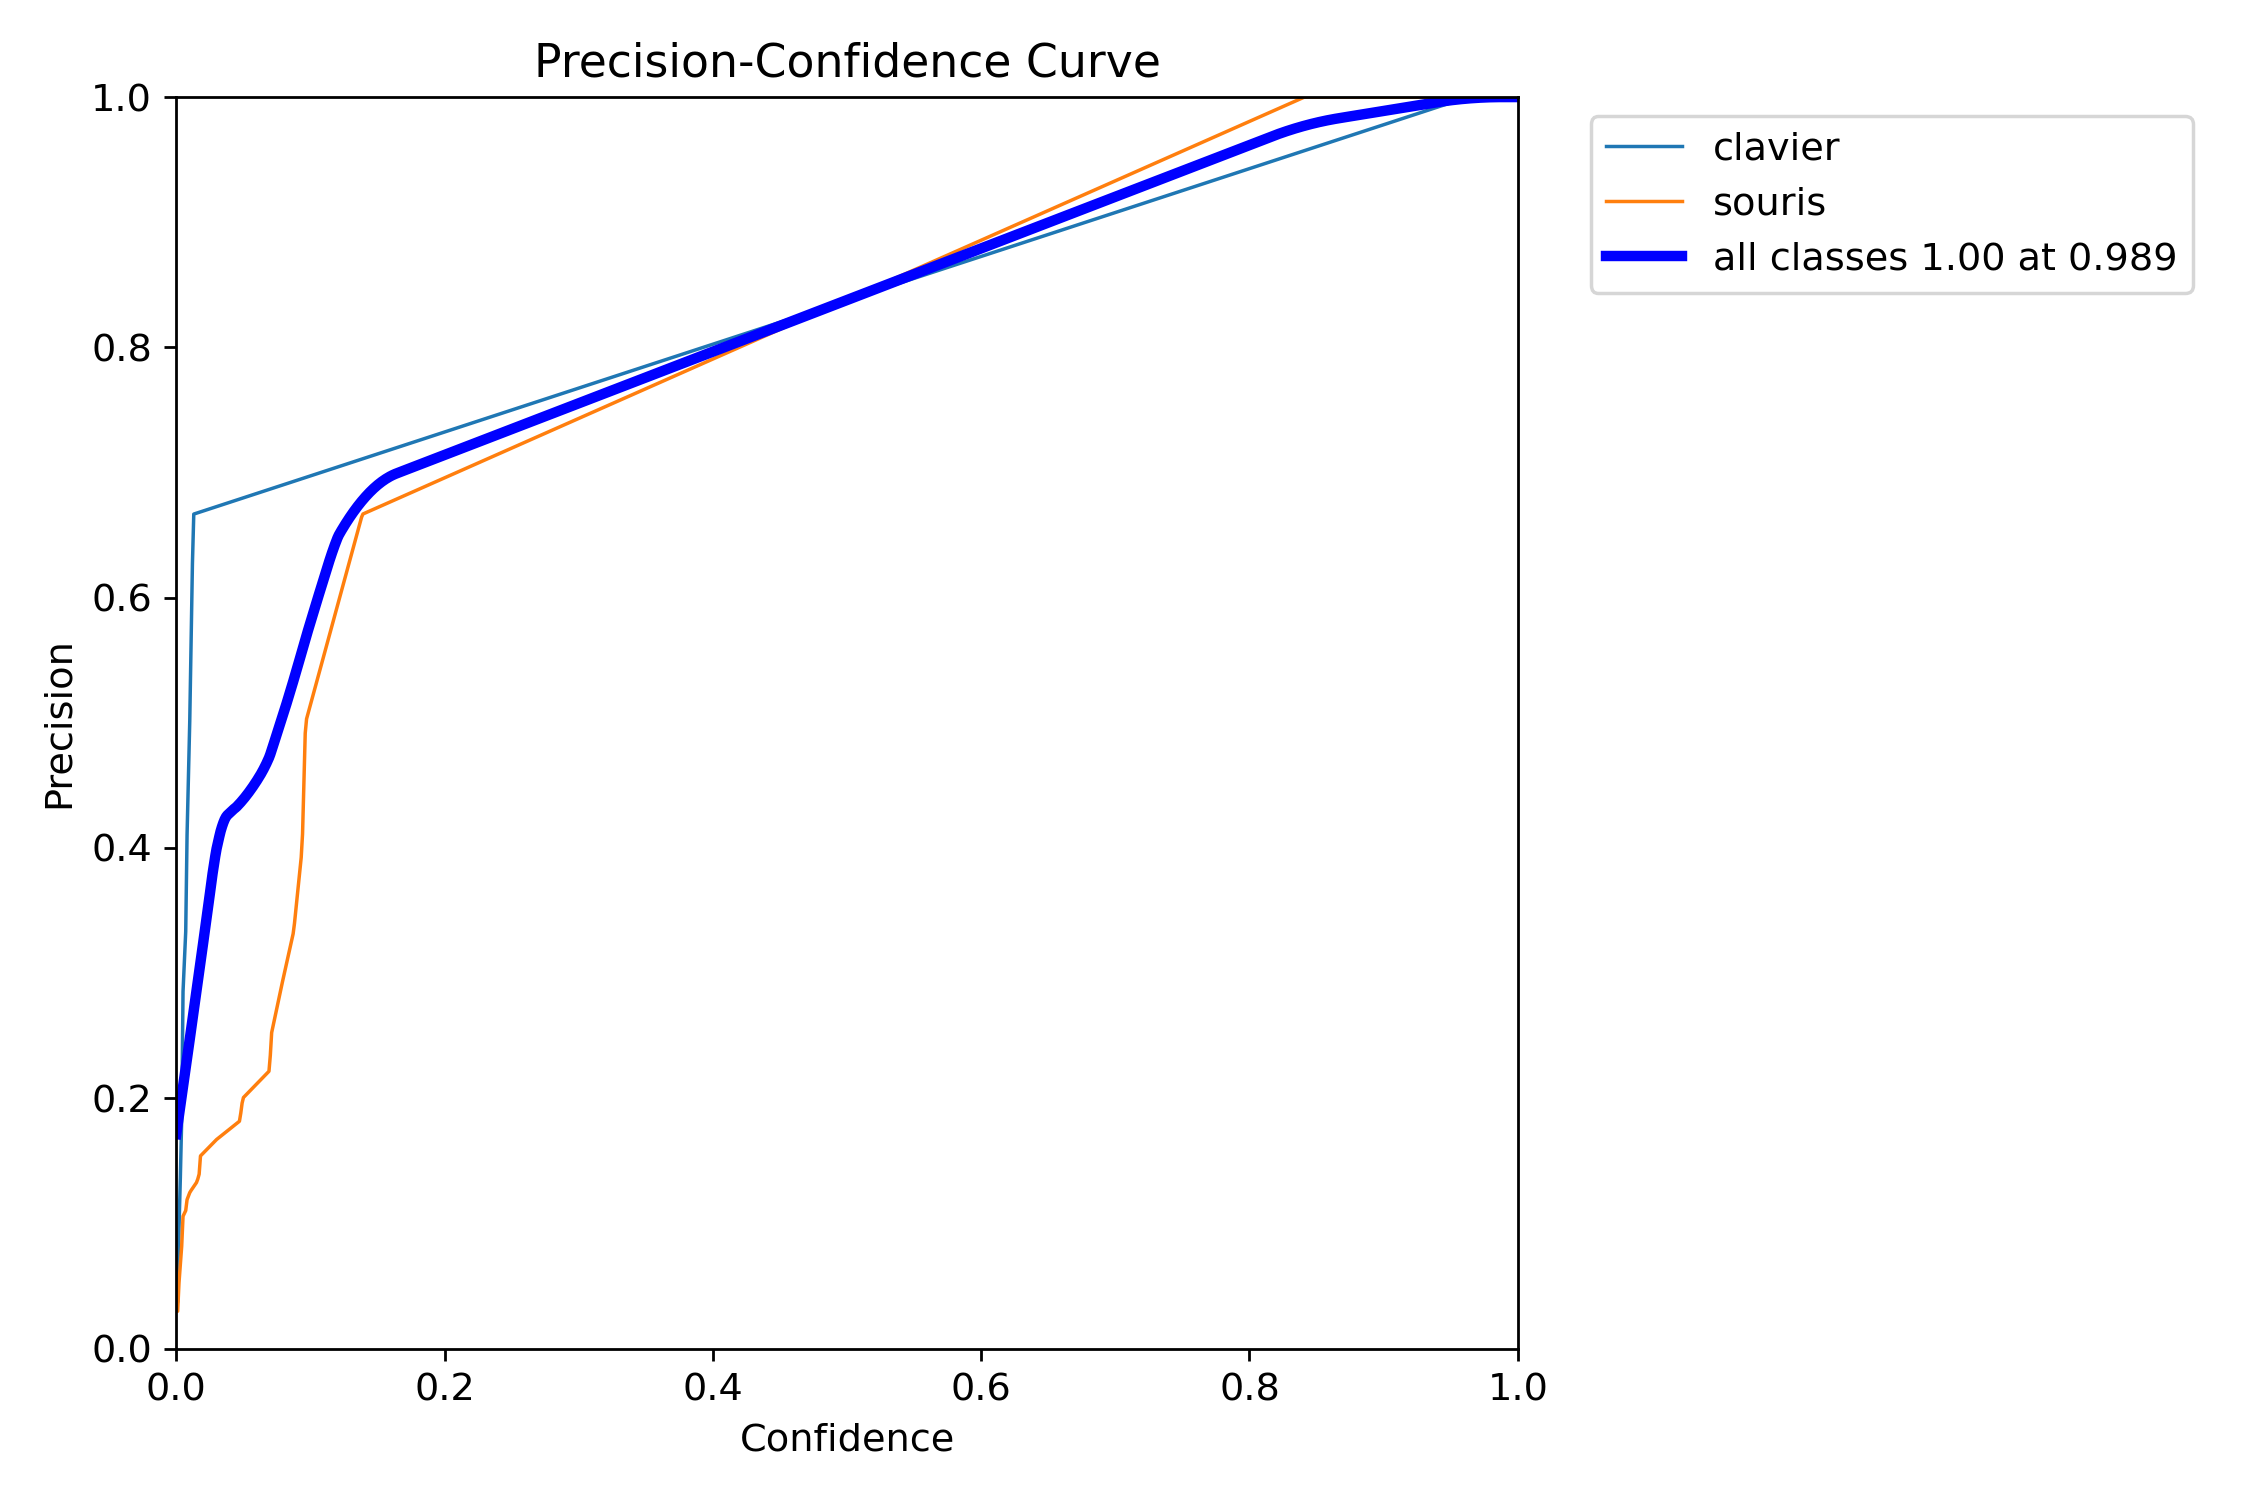 Precision-Confidence Curve
1.0
0.8
0.6
0.4
0.2
0.0
Precision
0.0 0.2 0.4 0.6 0.8 1.0
Confidence
clavier
souris
all classes 1.00 at 0.989